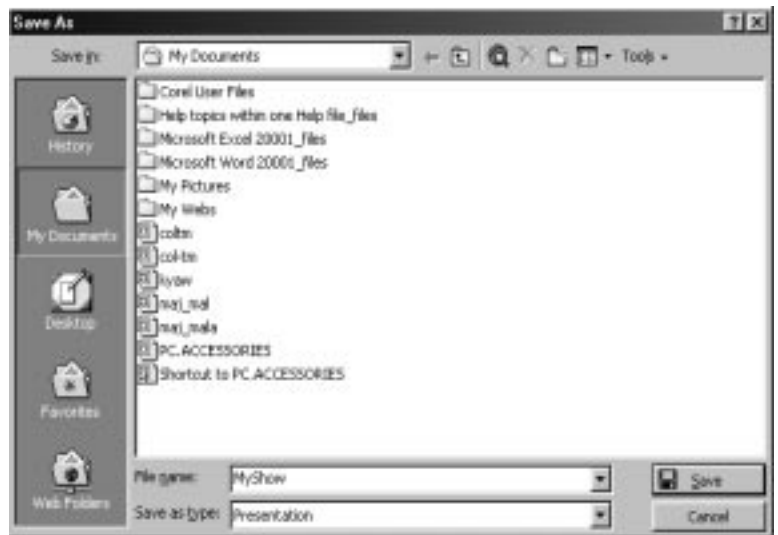 Save As
Save in: My Documents Tools
History
My Documents
Desktop
Favorites
Web Folders
Corel User Files
Help topics within one Help file_files
Microsoft Excel 20001_files
Microsoft Word 20001_files
My Pictures
My Webs
coltm
col-tm
kyaw
maj_mal
maj_mala
PC.ACCESSORIES
Shortcut to PC.ACCESSORIES
File name: MyShow Save
Save as type: Presentation Cancel